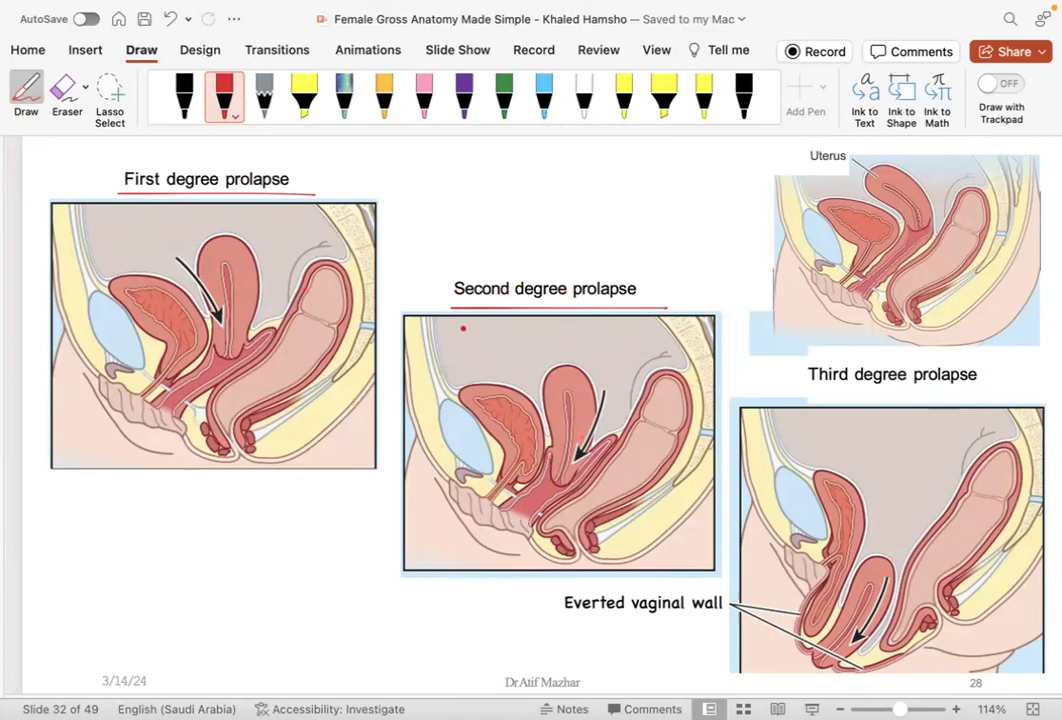 AutoSave
Female Gross Anatomy Made Simple - Khaled Hamsho — Saved to my Mac
Home Insert Draw Design Transitions Animations Slide Show Record Review View Tell me Record Comments Share
Draw Eraser Lasso Select Add Pen Ink to Text Ink to Shape Ink to Math OFF Draw with Trackpad
Uterus
First degree prolapse
Second degree prolapse
Third degree prolapse
Everted vaginal wall
3/14/24 Dr Atif Mazhar 28
Slide 32 of 49 English (Saudi Arabia) Accessibility: Investigate Notes Comments 114%